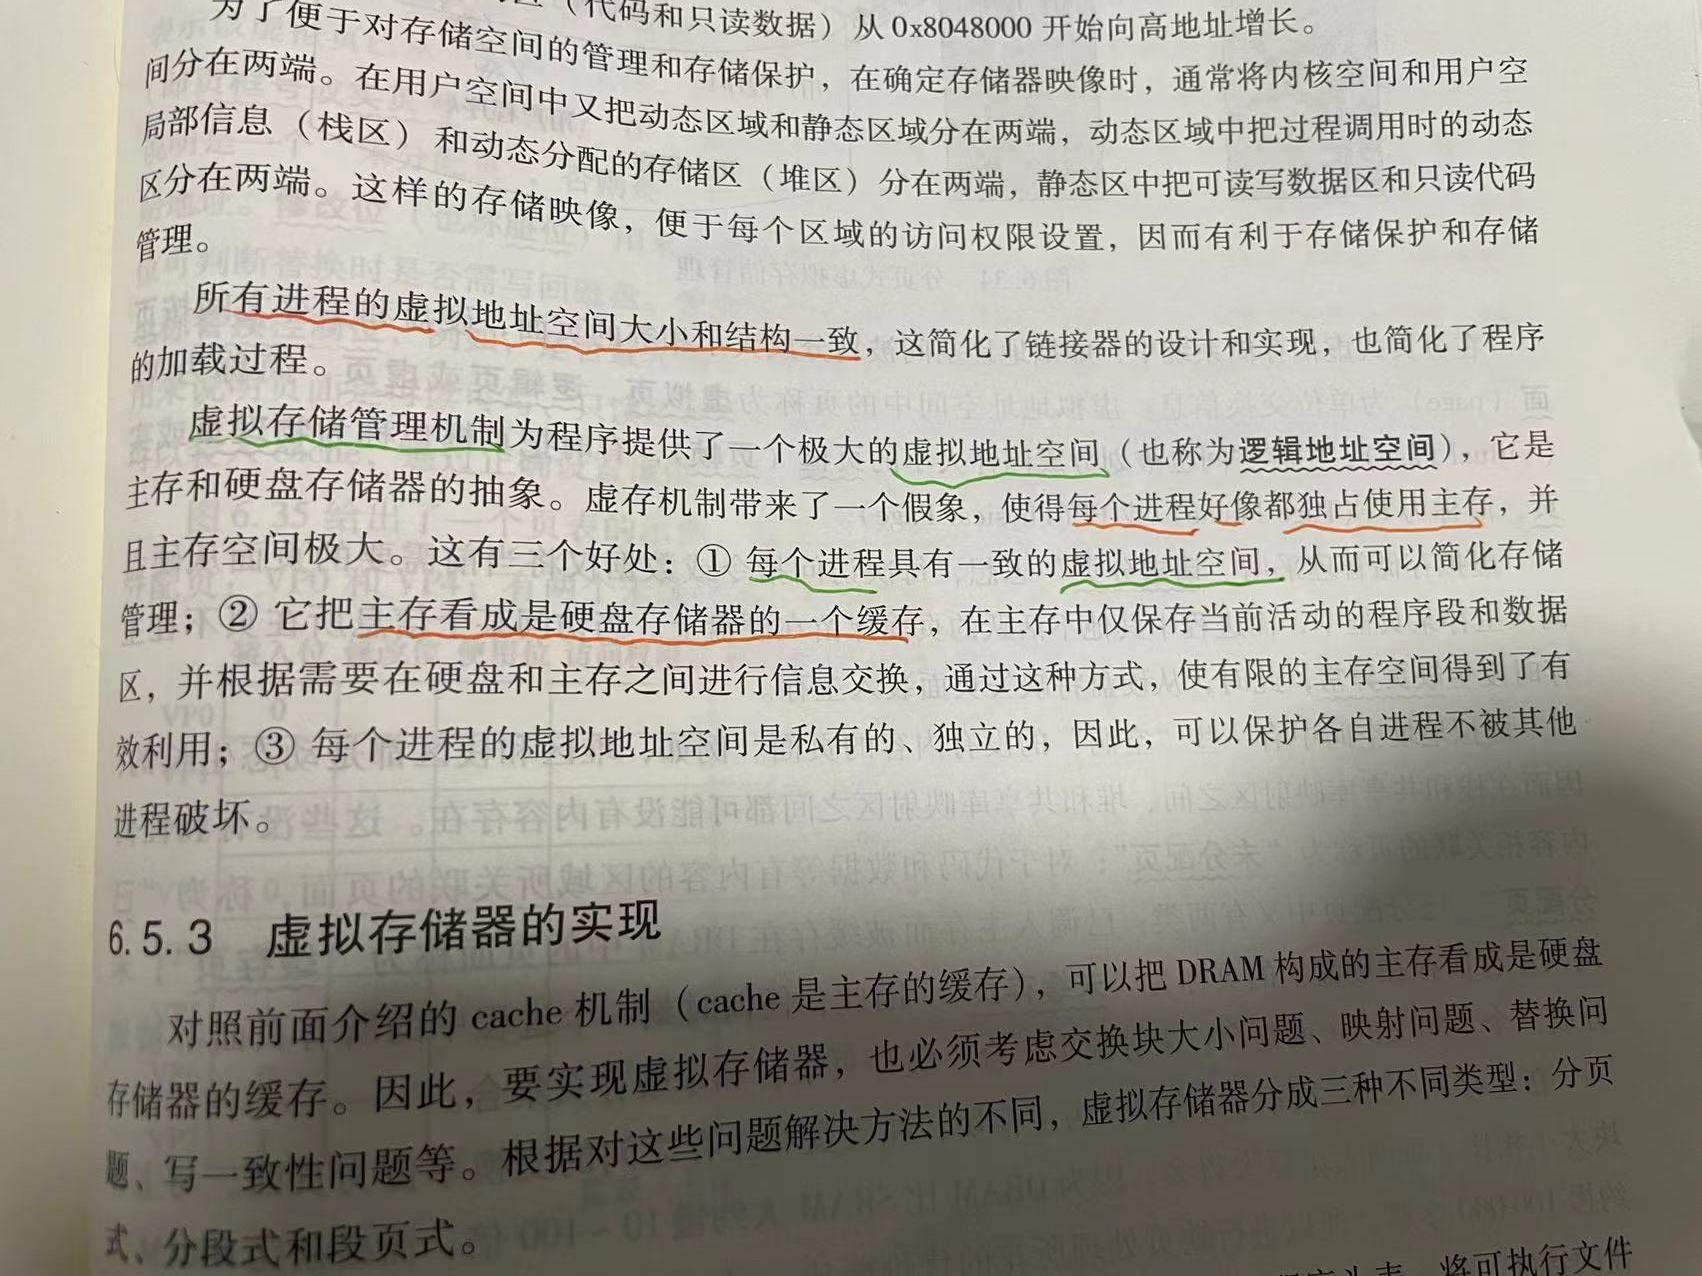 区（代码和只读数据）从 0x8048000 开始向高地址增长。
为了便于对存储空间的管理和存储保护，在确定存储器映像时，通常将内核空间和用户空
间分在两端。在用户空间中又把动态区域和静态区域分在两端，动态区域中把过程调用时的动态
局部信息（栈区）和动态分配的存储区（堆区）分在两端，静态区中把可读写数据区和只读代码
区分在两端。这样的存储映像，便于每个区域的访问权限设置，因而有利于存储保护和存储
管理。
所有进程的虚拟地址空间大小和结构一致，这简化了链接器的设计和实现，也简化了程序
的加载过程。
虚拟存储管理机制为程序提供了一个极大的虚拟地址空间（也称为逻辑地址空间），它是
主存和硬盘存储器的抽象。虚存机制带来了一个假象，使得每个进程好像都独占使用主存，并
且主存空间极大。这有三个好处：① 每个进程具有一致的虚拟地址空间，从而可以简化存储
管理；② 它把主存看成是硬盘存储器的一个缓存，在主存中仅保存当前活动的程序段和数据
区，并根据需要在硬盘和主存之间进行信息交换，通过这种方式，使有限的主存空间得到了有
效利用；③ 每个进程的虚拟地址空间是私有的、独立的，因此，可以保护各自进程不被其他
进程破坏。
6.5.3 虚拟存储器的实现
对照前面介绍的 cache 机制（cache 是主存的缓存），可以把 DRAM 构成的主存看成是硬盘
存储器的缓存。因此，要实现虚拟存储器，也必须考虑交换块大小问题、映射问题、替换问
题、写一致性问题等。根据对这些问题解决方法的不同，虚拟存储器分成三种不同类型：分页
式、分段式和段页式。
将可执行文件